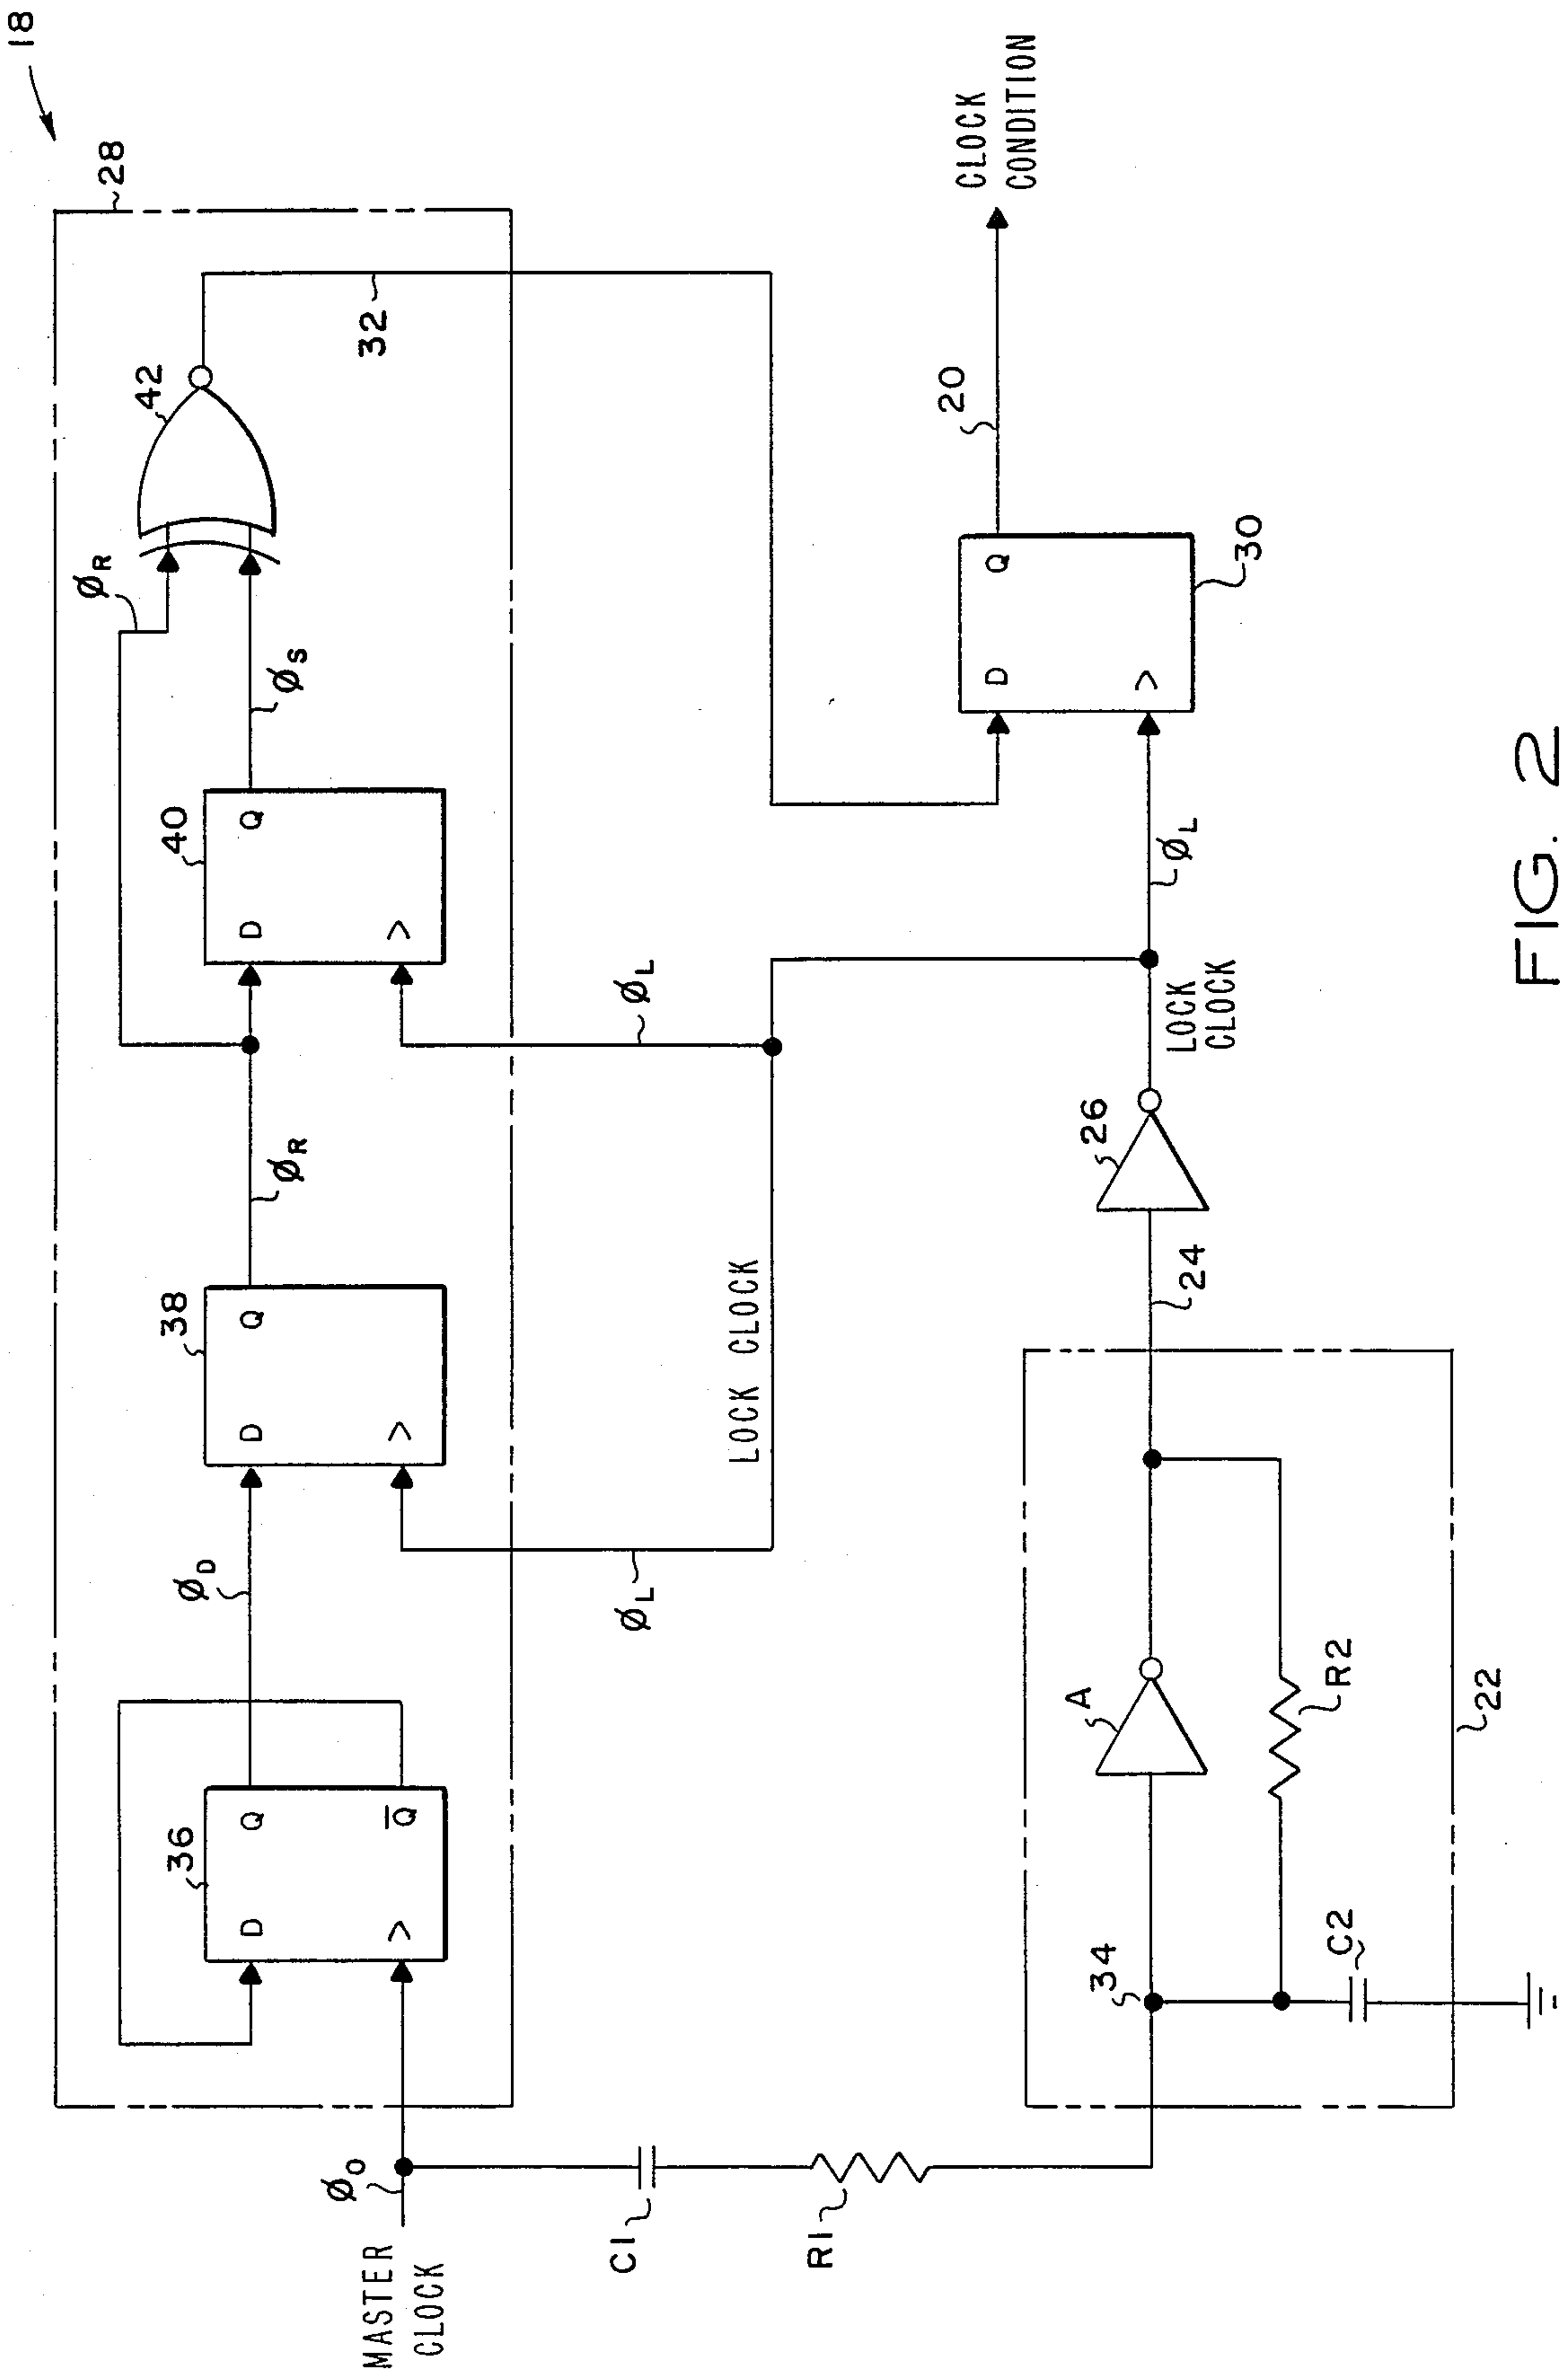 18
28
36
D
Q
Q̅
>
ØD
38
D
Q
>
ØR
40
D
Q
>
ØS
ØR
42
32
MASTER
CLOCK
ØO
C1
R1
ØL
LOCK CLOCK
ØL
34
A
R2
C2
22
24
26
LOCK
CLOCK
ØL
D
Q
>
30
20
CLOCK
CONDITION
FIG. 2